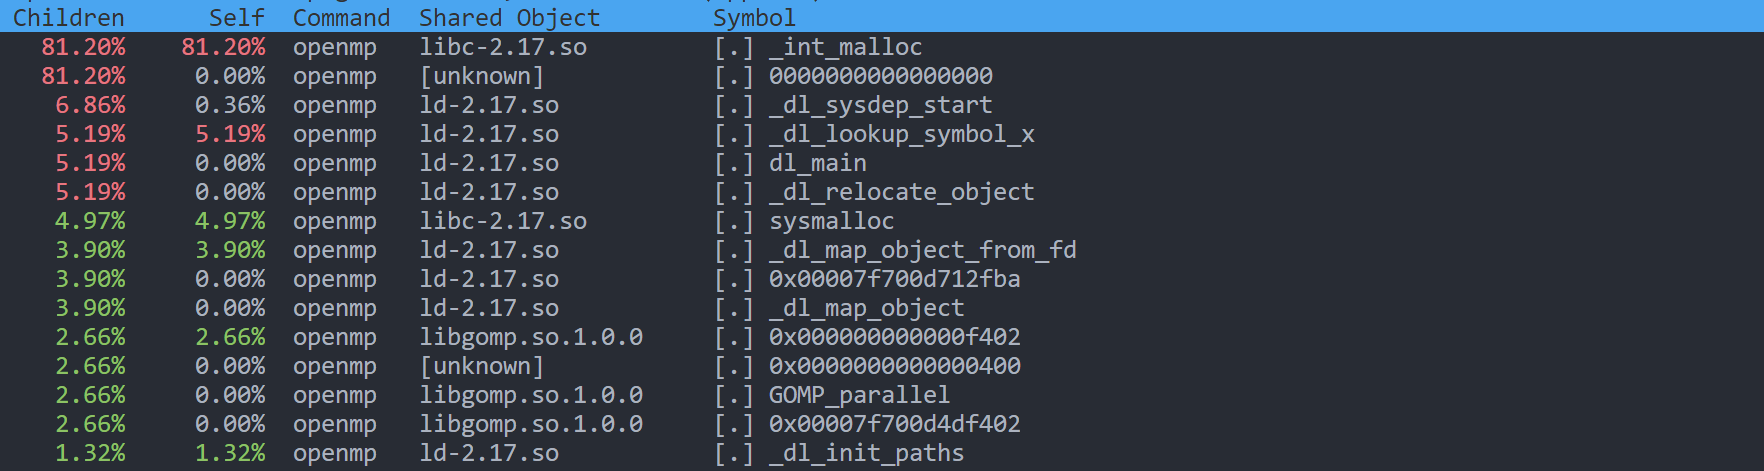 Children Self Command Shared Object Symbol
81.20% 81.20% openmp libc-2.17.so [.] _int_malloc
81.20% 0.00% openmp [unknown] [.] 0000000000000000
6.86% 0.36% openmp ld-2.17.so [.] _dl_sysdep_start
5.19% 5.19% openmp ld-2.17.so [.] _dl_lookup_symbol_x
5.19% 0.00% openmp ld-2.17.so [.] dl_main
5.19% 0.00% openmp ld-2.17.so [.] _dl_relocate_object
4.97% 4.97% openmp libc-2.17.so [.] sysmalloc
3.90% 3.90% openmp ld-2.17.so [.] _dl_map_object_from_fd
3.90% 0.00% openmp ld-2.17.so [.] 0x00007f700d712fba
3.90% 0.00% openmp ld-2.17.so [.] _dl_map_object
2.66% 2.66% openmp libgomp.so.1.0.0 [.] 0x000000000000f402
2.66% 0.00% openmp [unknown] [.] 0x0000000000000400
2.66% 0.00% openmp libgomp.so.1.0.0 [.] GOMP_parallel
2.66% 0.00% openmp libgomp.so.1.0.0 [.] 0x00007f700d4df402
1.32% 1.32% openmp ld-2.17.so [.] _dl_init_paths